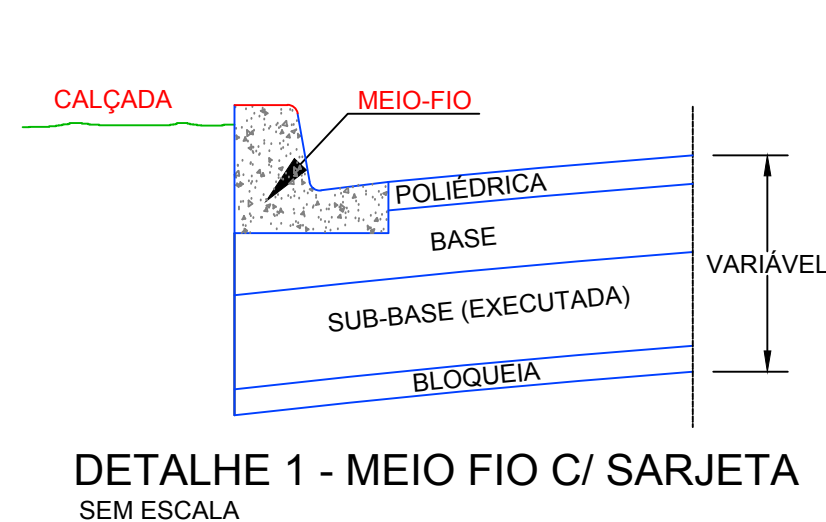 CALÇADA
MEIO-FIO
POLIÉDRICA
BASE
VARIÁVEL
SUB-BASE (EXECUTADA)
BLOQUEIA
DETALHE 1 - MEIO FIO C/ SARJETA
SEM ESCALA